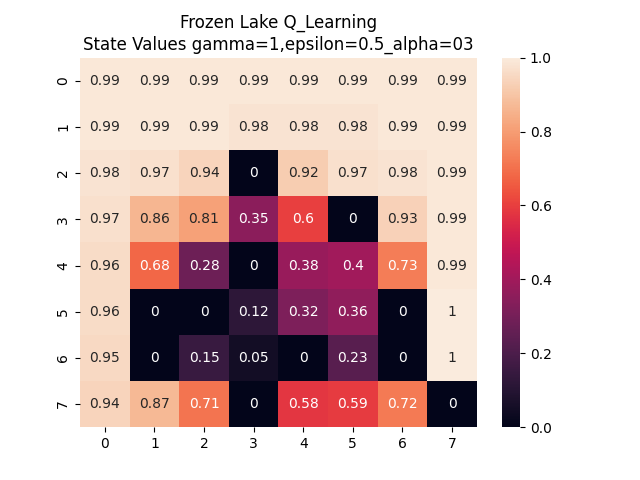 Frozen Lake Q_Learning
State Values gamma=1,epsilon=0.5_alpha=03
0 0.99 0.99 0.99 0.99 0.99 0.99 0.99 0.99 1.0
1 0.99 0.99 0.99 0.98 0.98 0.98 0.99 0.99
2 0.98 0.97 0.94 0 0.92 0.97 0.98 0.99 0.8
3 0.97 0.86 0.81 0.35 0.6 0 0.93 0.99 0.6
4 0.96 0.68 0.28 0 0.38 0.4 0.73 0.99 0.4
5 0.96 0 0 0.12 0.32 0.36 0 1
6 0.95 0 0.15 0.05 0 0.23 0 1 0.2
7 0.94 0.87 0.71 0 0.58 0.59 0.72 0 0.0
0 1 2 3 4 5 6 7